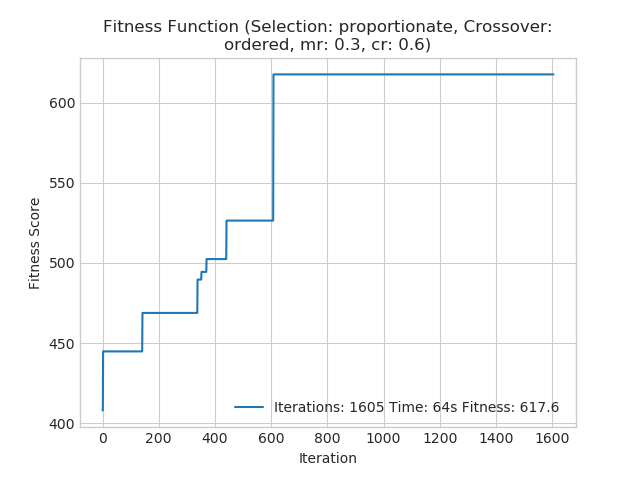 Fitness Function (Selection: proportionate, Crossover:
ordered, mr: 0.3, cr: 0.6)
Fitness Score
600
550
500
450
400
Iterations: 1605 Time: 64s Fitness: 617.6
0 200 400 600 800 1000 1200 1400 1600
Iteration